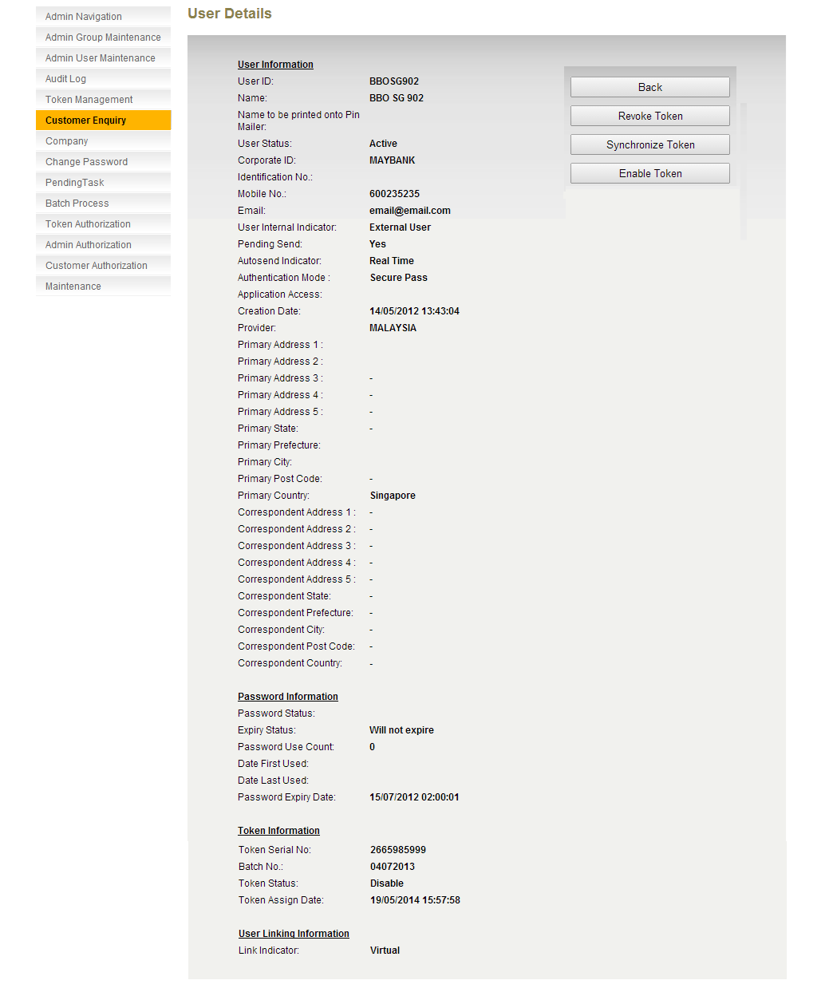 Admin Navigation
Admin Group Maintenance
Admin User Maintenance
Audit Log
Token Management
Customer Enquiry
Company
Change Password
PendingTask
Batch Process
Token Authorization
Admin Authorization
Customer Authorization
Maintenance
User Details
User Information
User ID: BBOSG902
Name: BBO SG 902
Name to be printed onto Pin
Mailer:
User Status: Active
Corporate ID: MAYBANK
Identification No.:
Mobile No.: 600235235
Email: email@email.com
User Internal Indicator: External User
Pending Send: Yes
Autosend Indicator: Real Time
Authentication Mode : Secure Pass
Application Access:
Creation Date: 14/05/2012 13:43:04
Provider: MALAYSIA
Primary Address 1 :
Primary Address 2 :
Primary Address 3 : -
Primary Address 4 : -
Primary Address 5 : -
Primary State: -
Primary Prefecture:
Primary City:
Primary Post Code: -
Primary Country: Singapore
Correspondent Address 1 : -
Correspondent Address 2 : -
Correspondent Address 3 : -
Correspondent Address 4 : -
Correspondent Address 5 : -
Correspondent State: -
Correspondent Prefecture: -
Correspondent City: -
Correspondent Post Code: -
Correspondent Country: -
Password Information
Password Status:
Expiry Status: Will not expire
Password Use Count: 0
Date First Used:
Date Last Used:
Password Expiry Date: 15/07/2012 02:00:01
Token Information
Token Serial No: 2665985999
Batch No.: 04072013
Token Status: Disable
Token Assign Date: 19/05/2014 15:57:58
User Linking Information
Link Indicator: Virtual
Back
Revoke Token
Synchronize Token
Enable Token